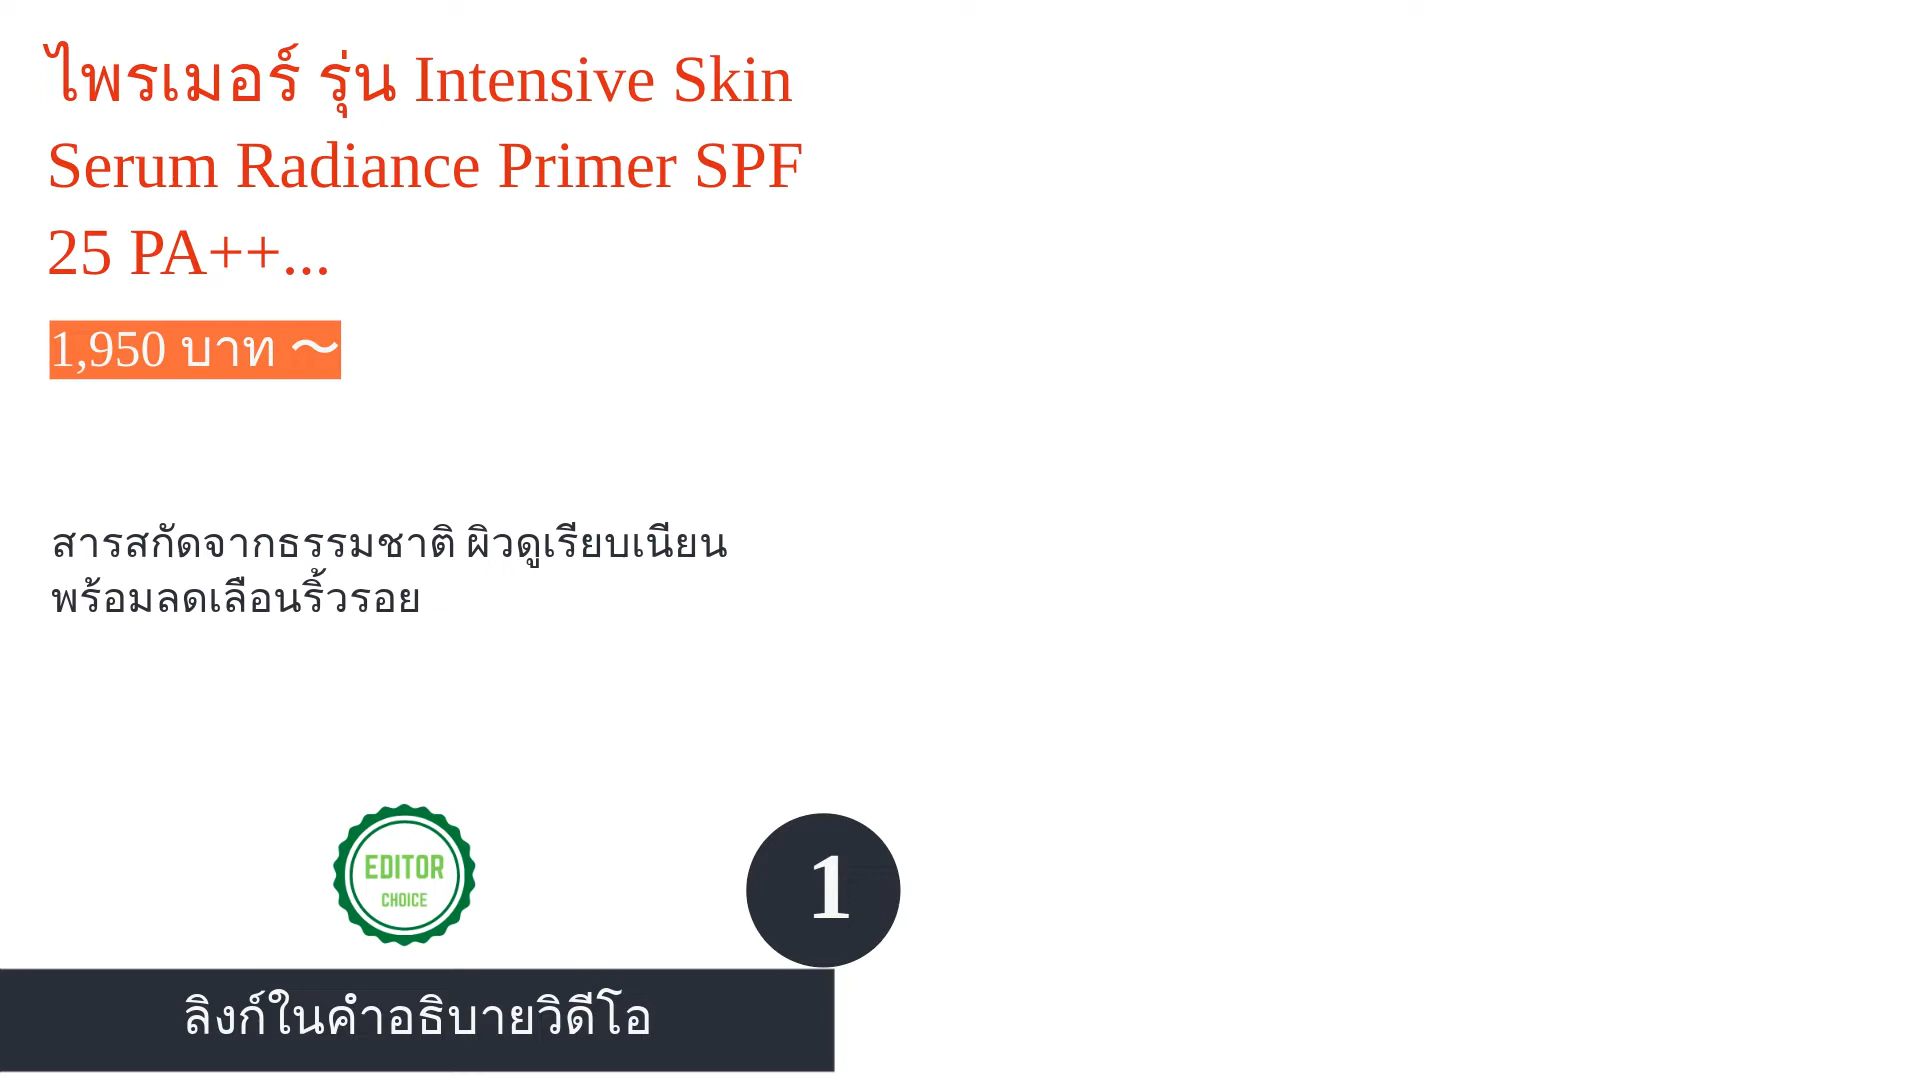 ไพรเมอร์ รุ่น Intensive Skin
Serum Radiance Primer SPF
25 PA++...
1,950 บาท ～
สารสกัดจากธรรมชาติ ผิวดูเรียบเนียน
พร้อมลดเลือนริ้วรอย
EDITOR
CHOICE
1
ลิงก์ในคำอธิบายวิดีโอ